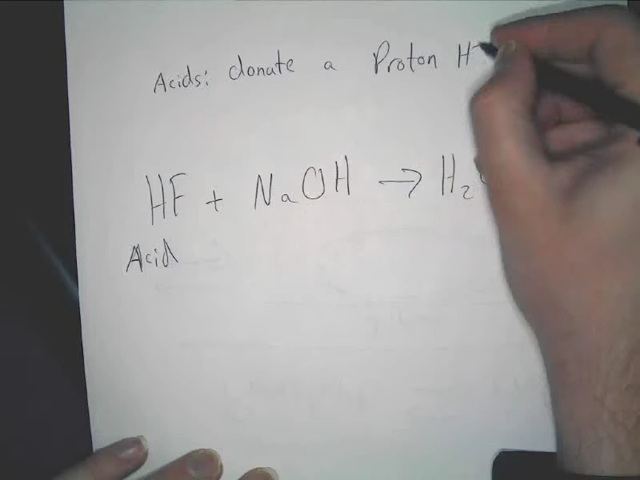 Acids: donate a Proton H
HF + NaOH → H₂
Acid